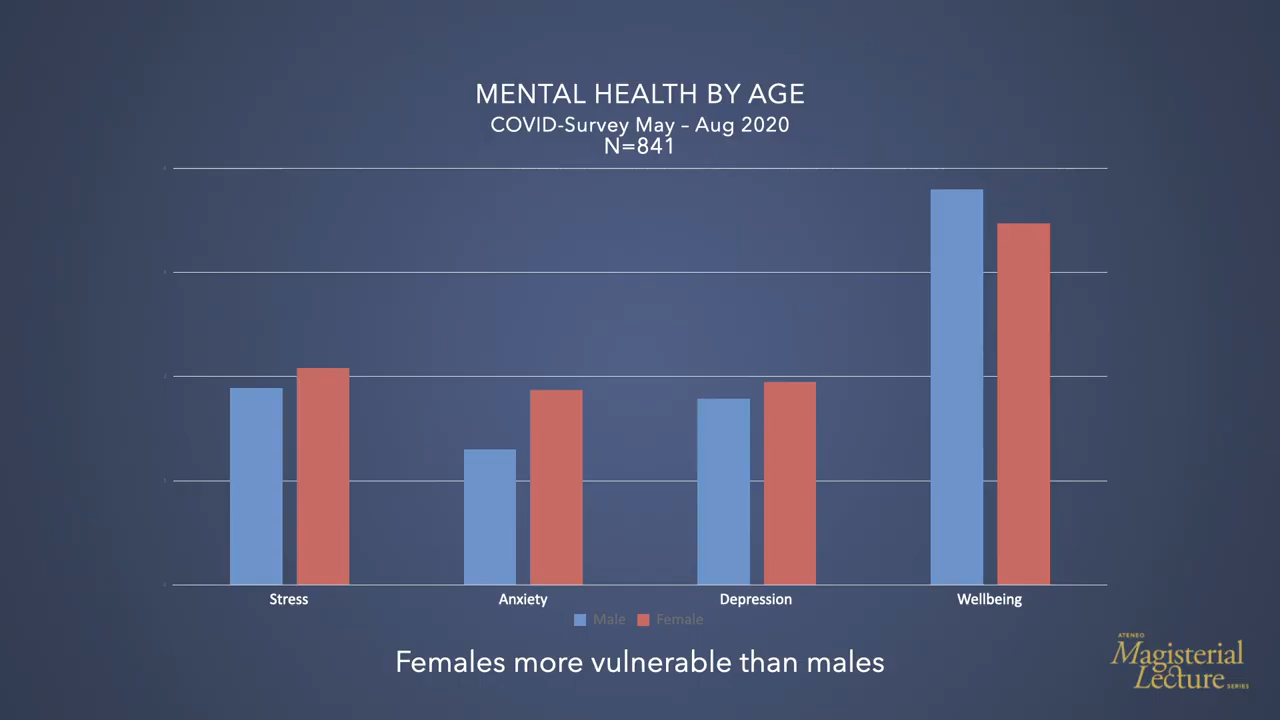 MENTAL HEALTH BY AGE
COVID-Survey May – Aug 2020
N=841
Stress Anxiety Depression Wellbeing
Male Female
Females more vulnerable than males
ATENEO
Magisterial
Lecture
SERIES